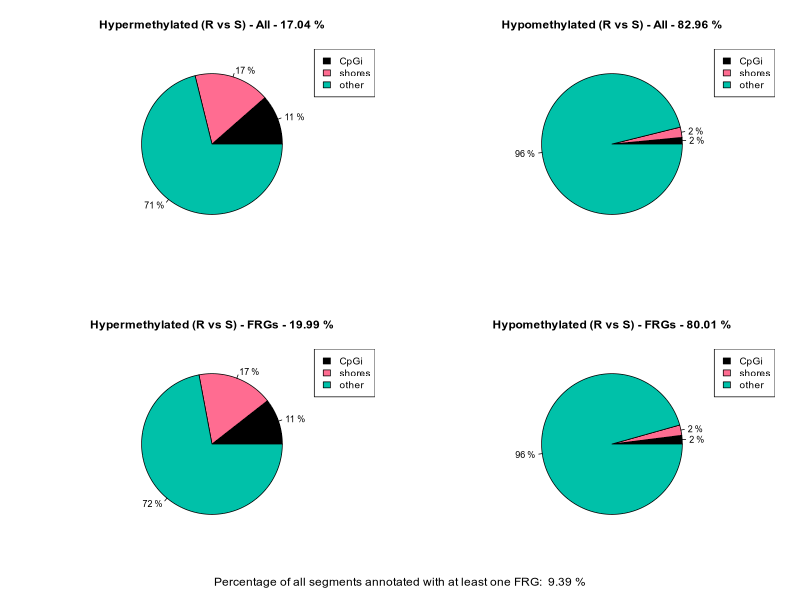 Hypermethylated (R vs S) - All - 17.04 %
CpGi
shores
other
17 %
11 %
71 %
Hypomethylated (R vs S) - All - 82.96 %
CpGi
shores
other
2 %
2 %
96 %
Hypermethylated (R vs S) - FRGs - 19.99 %
CpGi
shores
other
17 %
11 %
72 %
Hypomethylated (R vs S) - FRGs - 80.01 %
CpGi
shores
other
2 %
2 %
96 %
Percentage of all segments annotated with at least one FRG: 9.39 %